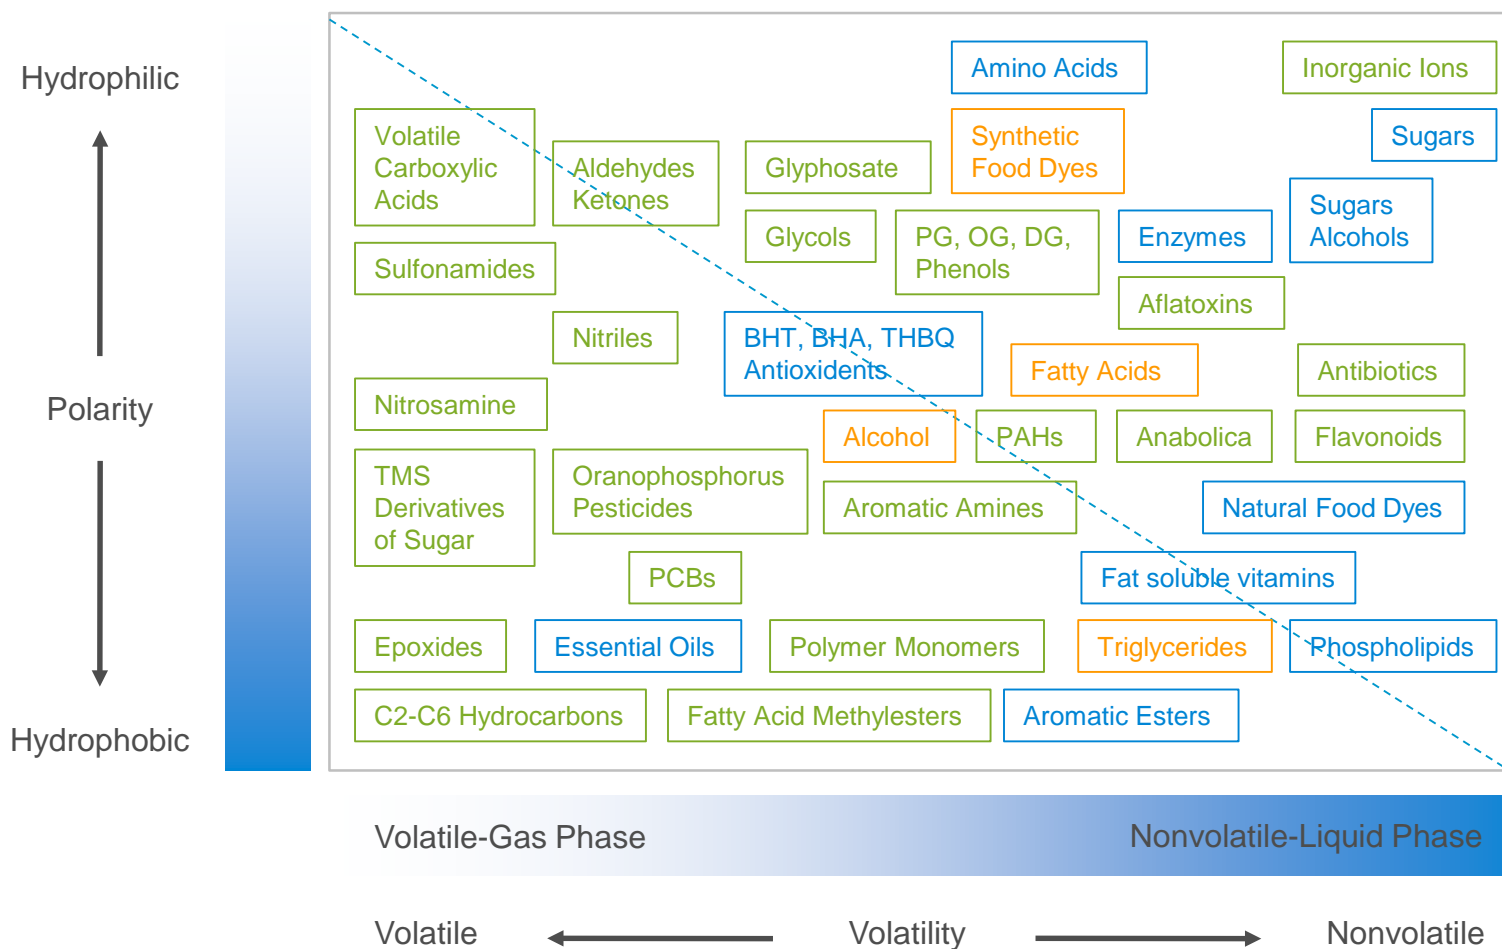 Hydrophilic
Polarity
Hydrophobic
Amino Acids
Inorganic Ions
Volatile
Carboxylic
Acids
Aldehydes
Ketones
Glyphosate
Synthetic
Food Dyes
Sugars
Sulfonamides
Glycols
PG, OG, DG,
Phenols
Enzymes
Sugars
Alcohols
Aflatoxins
Nitriles
BHT, BHA, THBQ
Antioxidents
Fatty Acids
Antibiotics
Nitrosamine
Alcohol
PAHs
Anabolica
Flavonoids
TMS
Derivatives
of Sugar
Oranophosphorus
Pesticides
Aromatic Amines
Natural Food Dyes
PCBs
Fat soluble vitamins
Epoxides
Essential Oils
Polymer Monomers
Triglycerides
Phospholipids
C2-C6 Hydrocarbons
Fatty Acid Methylesters
Aromatic Esters
Volatile-Gas Phase
Nonvolatile-Liquid Phase
Volatile
Volatility
Nonvolatile